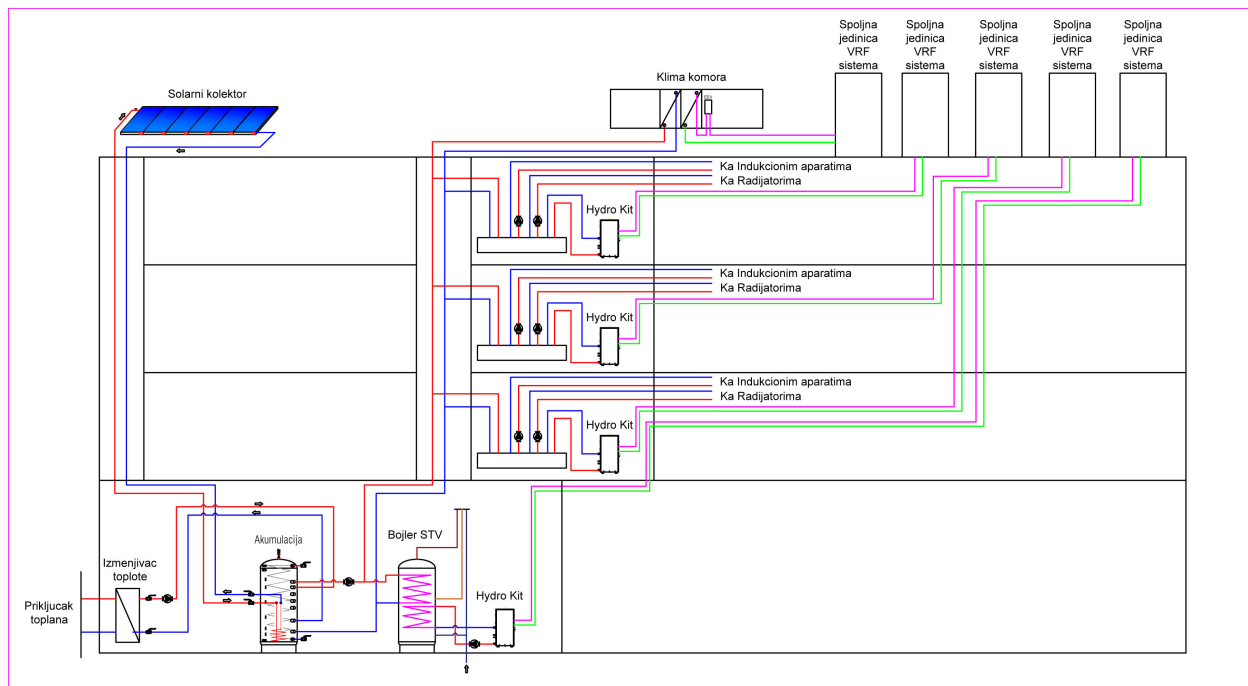 Spoljna
jedinica
VRF
sistema
Spoljna
jedinica
VRF
sistema
Spoljna
jedinica
VRF
sistema
Spoljna
jedinica
VRF
sistema
Spoljna
jedinica
VRF
sistema
Klima komora
Solarni kolektor
Ka Indukcionim aparatima
Ka Radijatorima
Hydro Kit
Ka Indukcionim aparatima
Ka Radijatorima
Hydro Kit
Ka Indukcionim aparatima
Ka Radijatorima
Hydro Kit
Akumulacija
Bojler STV
Izmenjivac
toplote
Hydro Kit
Prikljucak
toplana